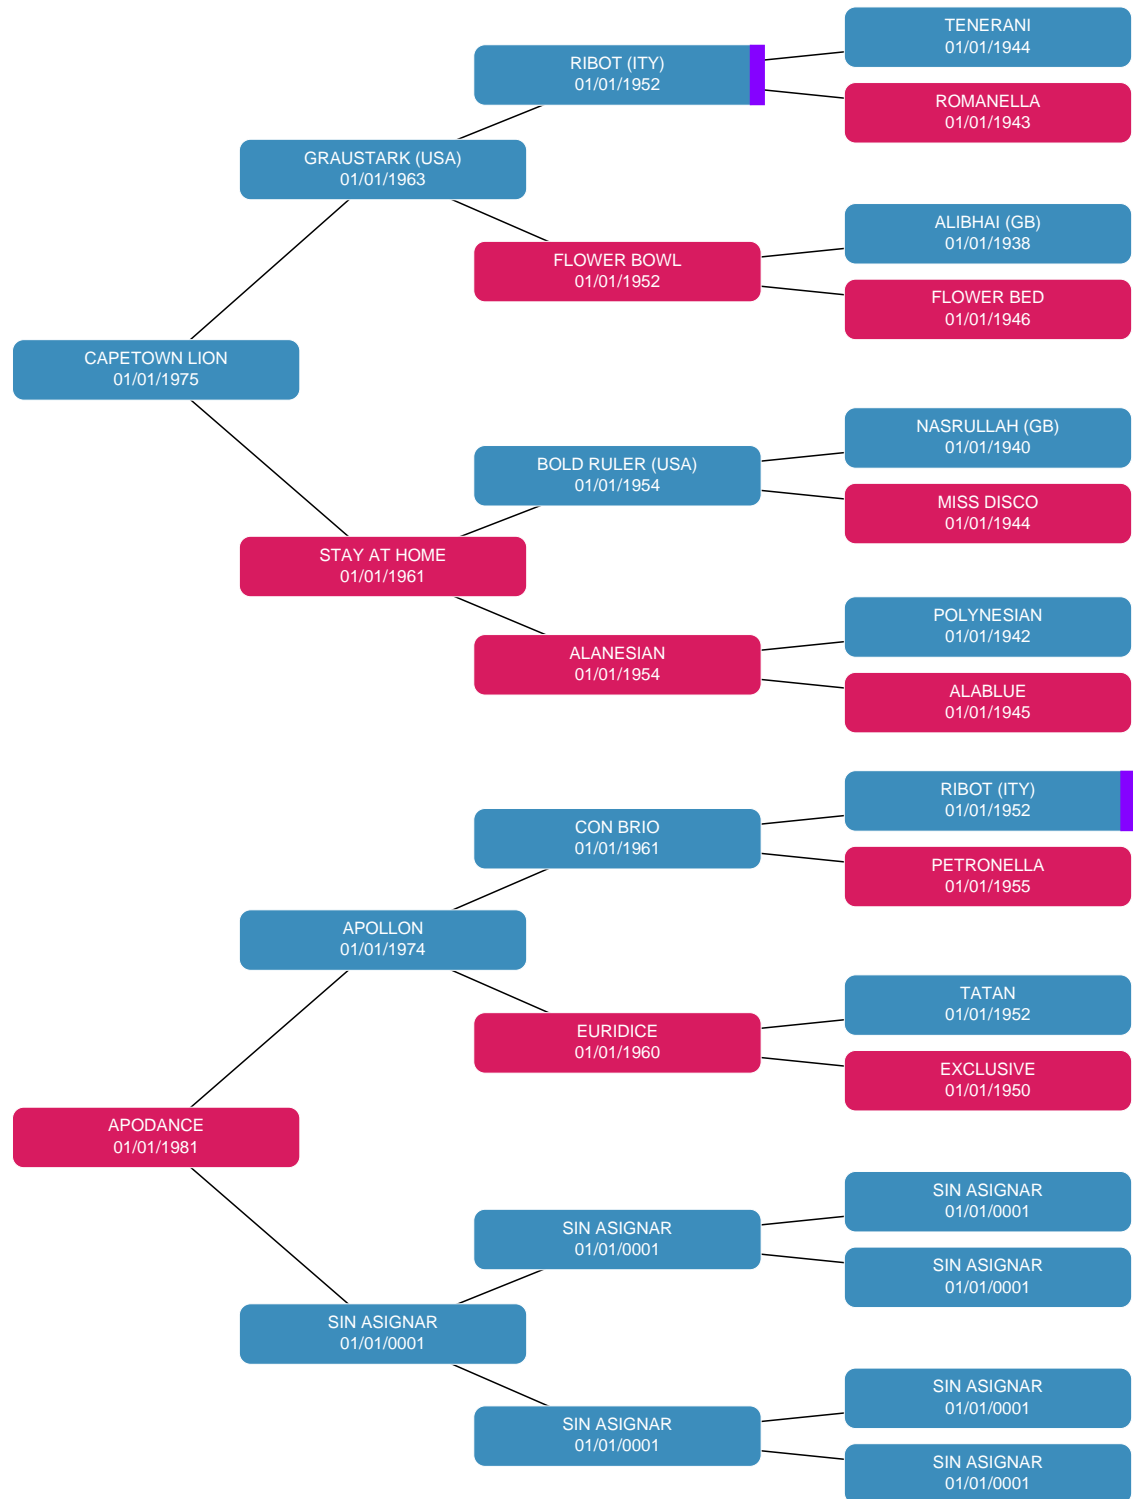 TENERANI
01/01/1944
RIBOT (ITY)
01/01/1952
ROMANELLA
01/01/1943
GRAUSTARK (USA)
01/01/1963
ALIBHAI (GB)
01/01/1938
FLOWER BOWL
01/01/1952
FLOWER BED
01/01/1946
CAPETOWN LION
01/01/1975
NASRULLAH (GB)
01/01/1940
BOLD RULER (USA)
01/01/1954
MISS DISCO
01/01/1944
STAY AT HOME
01/01/1961
POLYNESIAN
01/01/1942
ALANESIAN
01/01/1954
ALABLUE
01/01/1945
RIBOT (ITY)
01/01/1952
CON BRIO
01/01/1961
PETRONELLA
01/01/1955
APOLLON
01/01/1974
TATAN
01/01/1952
EURIDICE
01/01/1960
EXCLUSIVE
01/01/1950
APODANCE
01/01/1981
SIN ASIGNAR
01/01/0001
SIN ASIGNAR
01/01/0001
SIN ASIGNAR
01/01/0001
SIN ASIGNAR
01/01/0001
SIN ASIGNAR
01/01/0001
SIN ASIGNAR
01/01/0001
SIN ASIGNAR
01/01/0001